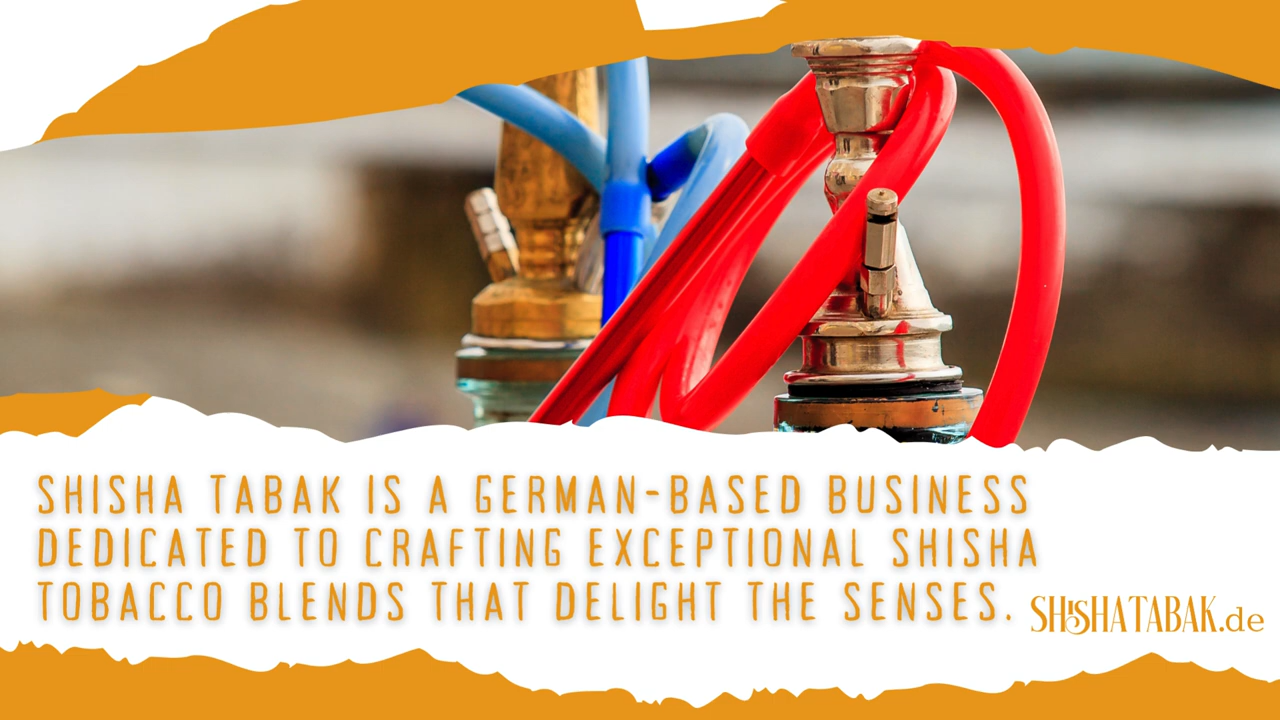 SHISHA TABAK IS A GERMAN-BASED BUSINESS
DEDICATED TO CRAFTING EXCEPTIONAL SHISHA
TOBACCO BLENDS THAT DELIGHT THE SENSES.
SHISHATABAK.de